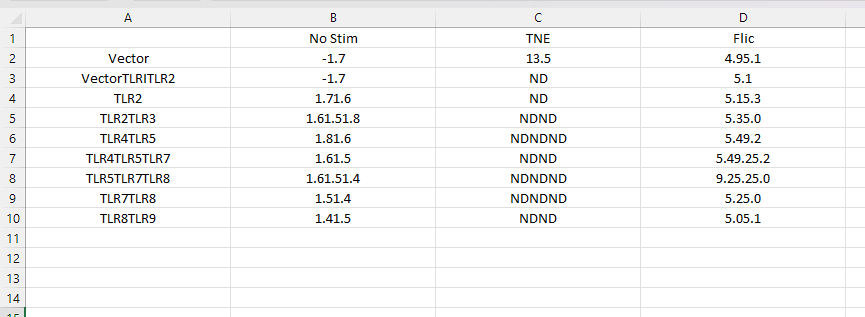 A B C D
1 No Stim TNE Flic
2 Vector -1.7 13.5 4.95.1
3 VectorTLRITLR2 -1.7 ND 5.1
4 TLR2 1.71.6 ND 5.15.3
5 TLR2TLR3 1.61.51.8 NDND 5.35.0
6 TLR4TLR5 1.81.6 NDNDND 5.49.2
7 TLR4TLR5TLR7 1.61.5 NDND 5.49.25.2
8 TLR5TLR7TLR8 1.61.51.4 NDNDND 9.25.25.0
9 TLR7TLR8 1.51.4 NDNDND 5.25.0
10 TLR8TLR9 1.41.5 NDND 5.05.1
11
12
13
14